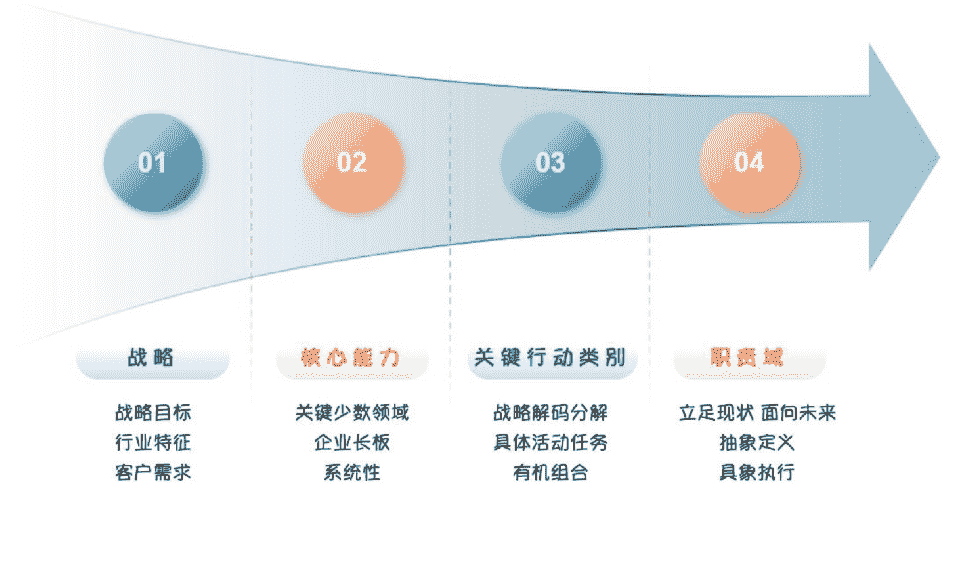 01
02
03
04
战略
核心能力
关键行动类别
职责域
战略目标
行业特征
客户需求
关键少数领域
企业长板
系统性
战略解码分解
具体活动任务
有机组合
立足现状 面向未来
抽象定义
具象执行